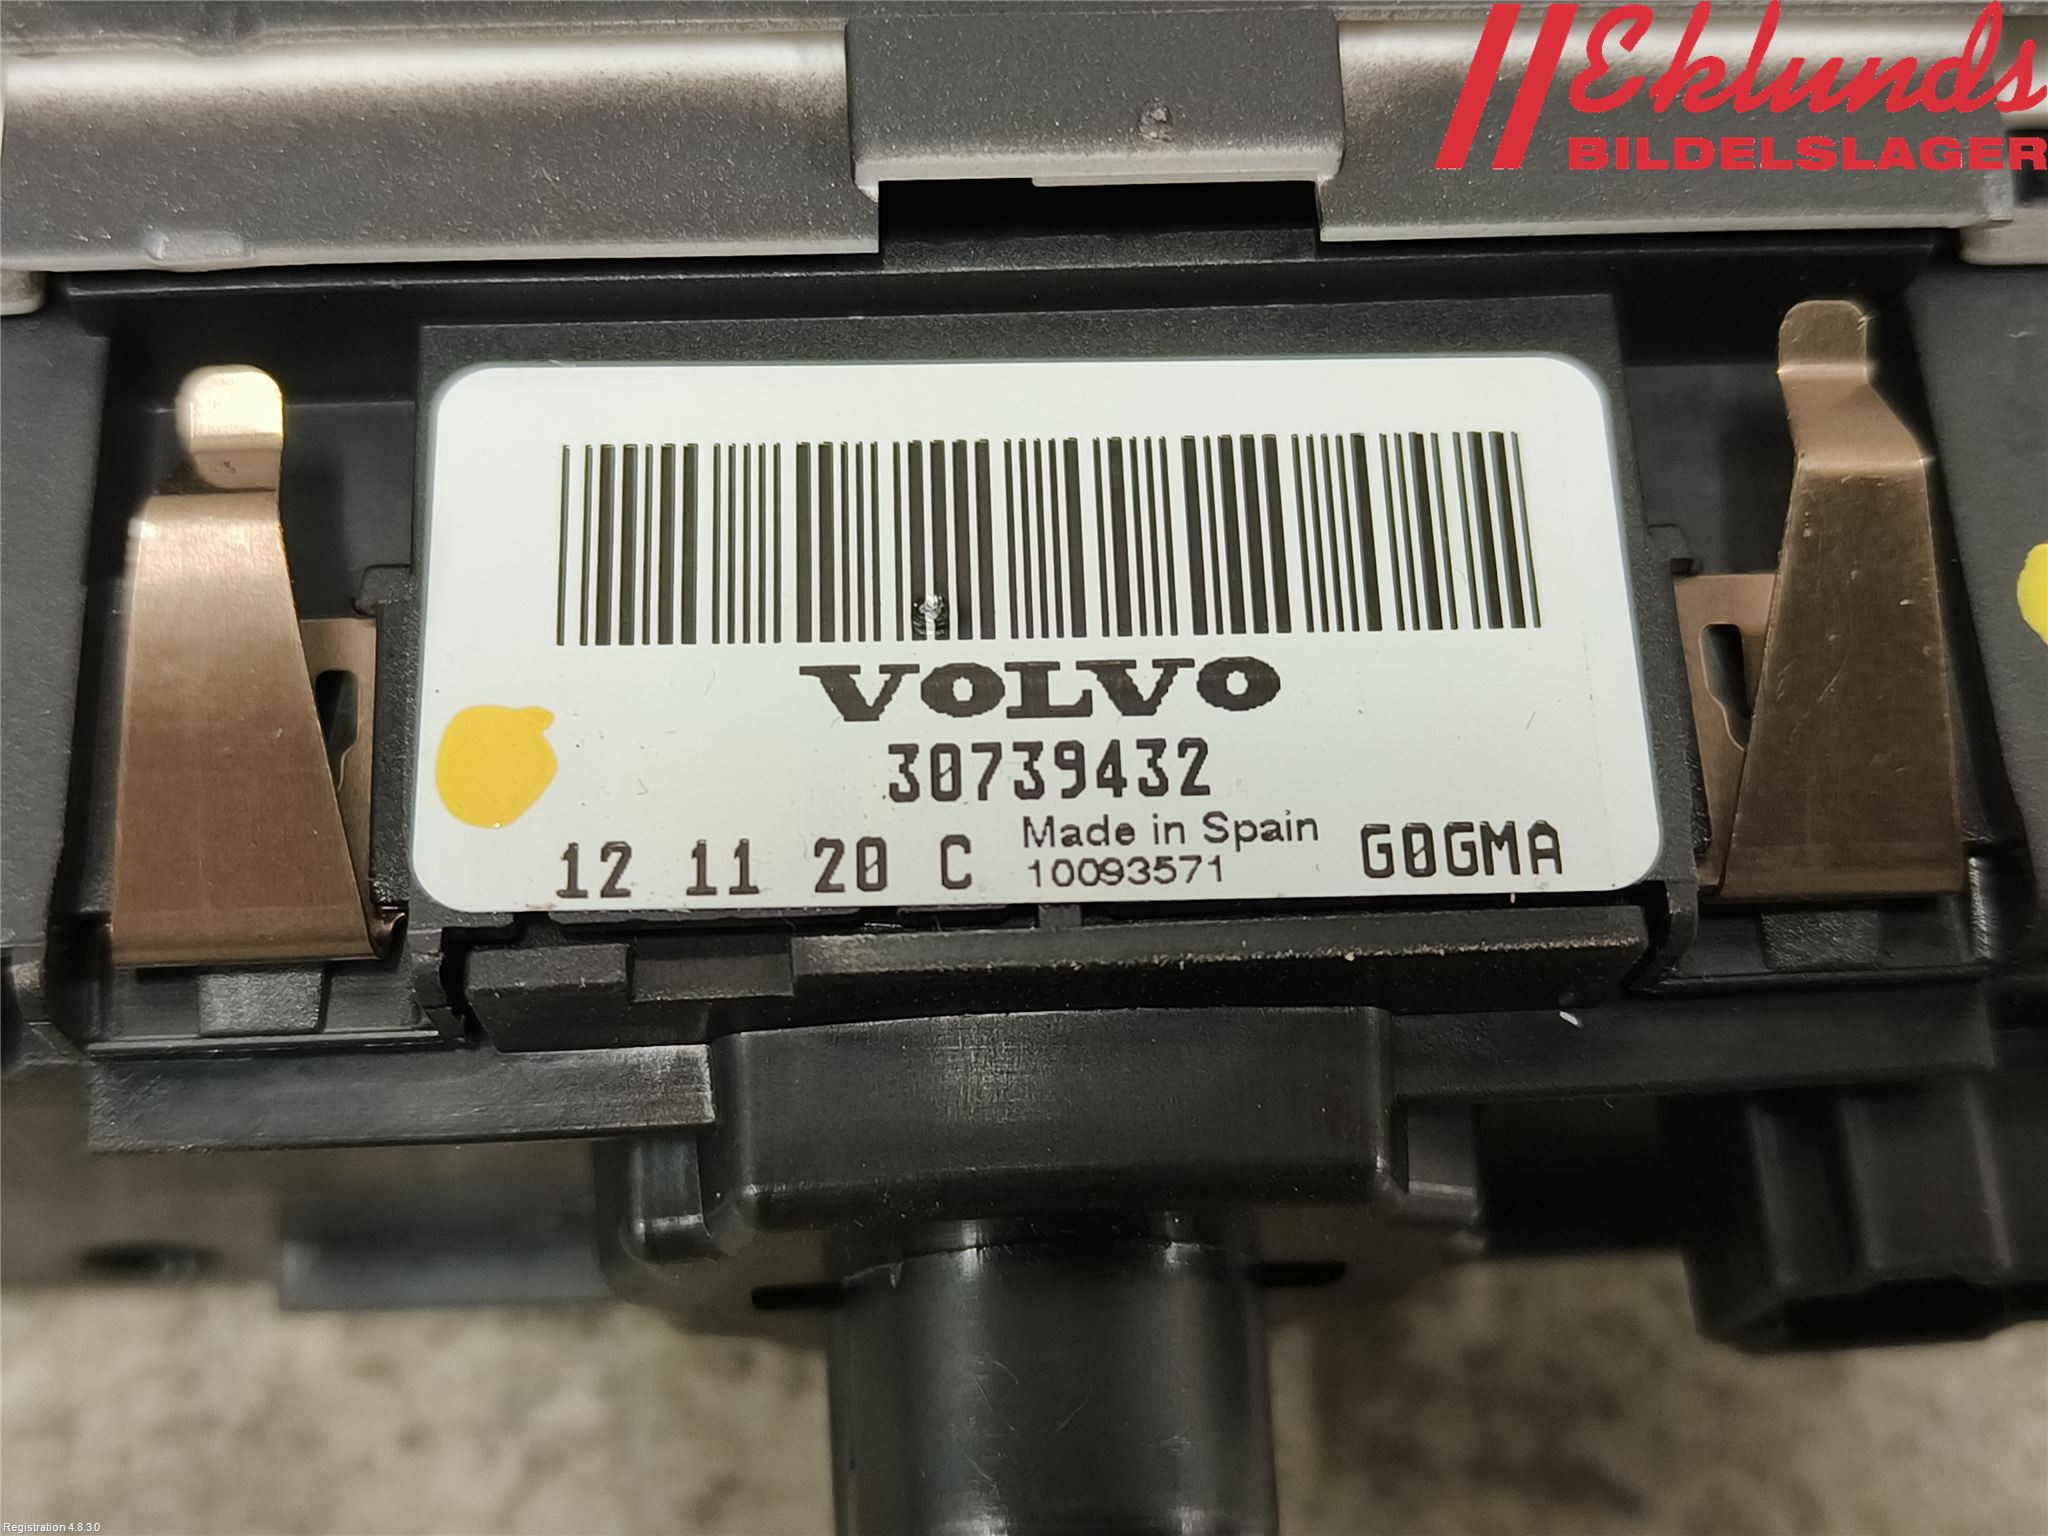 Eklunds
BILDELSLAGER
VOLVO
30739432
12 11 20 C Made in Spain G0GMA
10093571
Registration 4.8.3.0